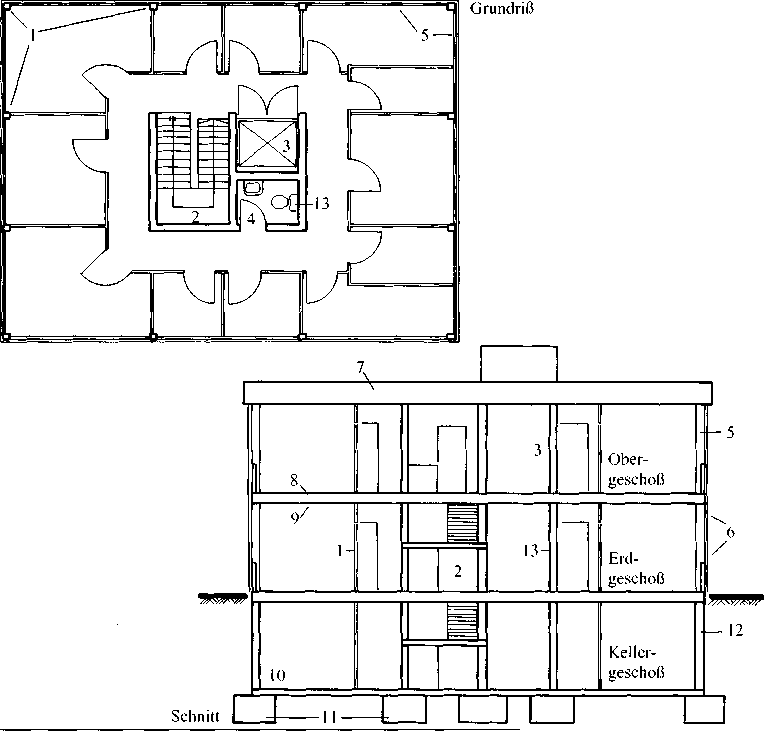 Grundriß
1
5
3
2
4
13
7
5
3
Ober-
geschoß
8
9
6
1
13
Erd-
geschoß
2
12
Keller-
geschoß
10
Schnitt
11